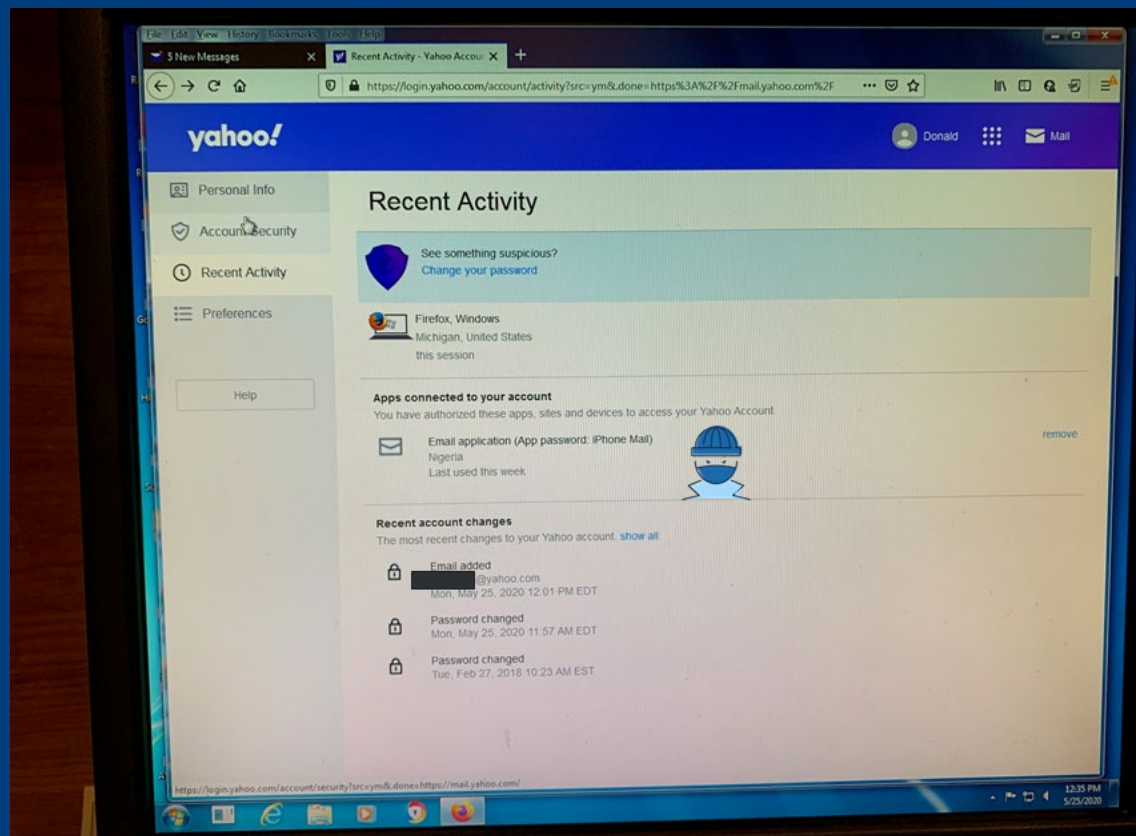 File Edit View History Bookmarks Tools Help
5 New Messages
Recent Activity - Yahoo Accou
https://login.yahoo.com/account/activity?src=ym&.done=https%3A%2F%2Fmail.yahoo.com%2F
yahoo!
Donald
Mail
Personal Info
Account Security
Recent Activity
Preferences
Help
Recent Activity
See something suspicious?
Change your password
Firefox, Windows
Michigan, United States
this session
Apps connected to your account
You have authorized these apps, sites and devices to access your Yahoo Account
Email application (App password: iPhone Mail)
Nigeria
Last used this week
remove
Recent account changes
The most recent changes to your Yahoo account. show all
Email added
@yahoo.com
Mon, May 25, 2020 12:01 PM EDT
Password changed
Mon, May 25, 2020 11:57 AM EDT
Password changed
Tue, Feb 27, 2018 10:23 AM EST
https://login.yahoo.com/account/security?src=ym&.done=https://mail.yahoo.com/
12:35 PM
5/25/2020